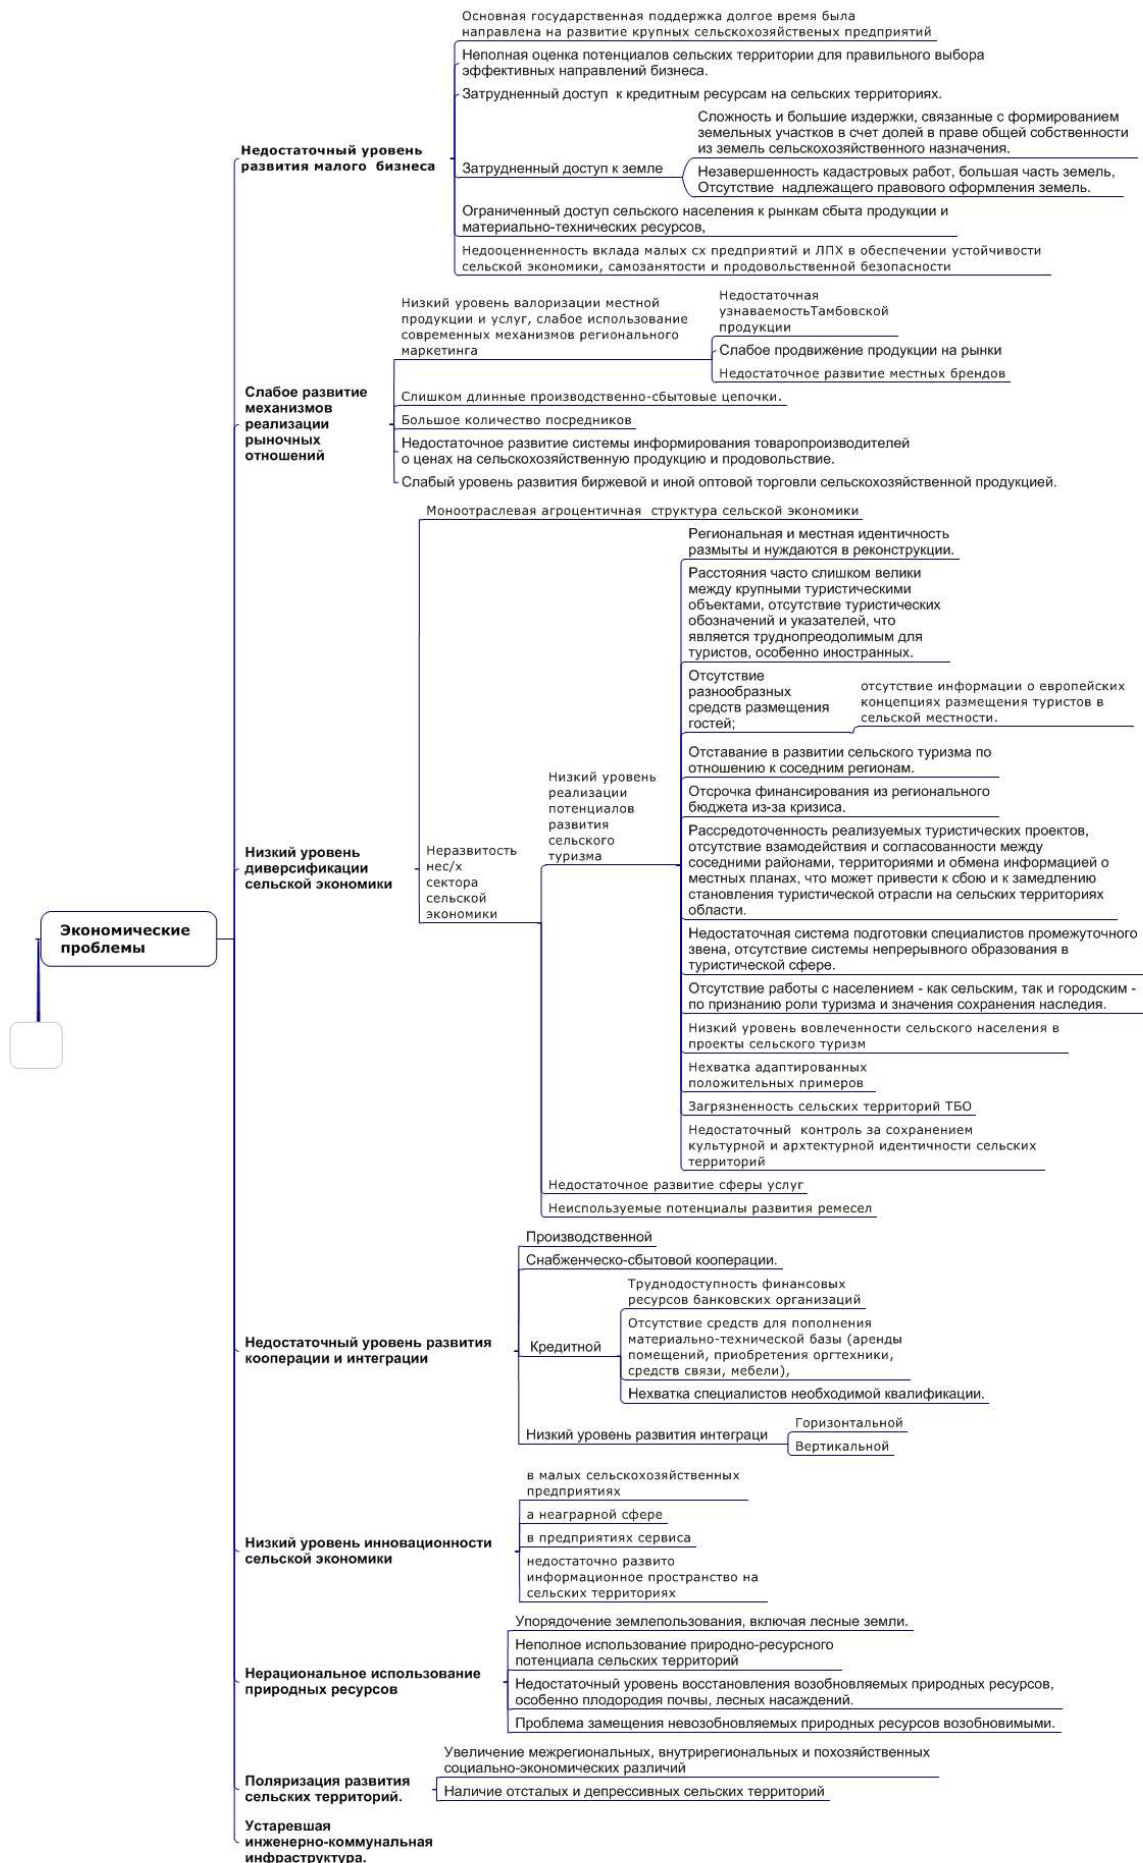 Экономические
проблемы
Недостаточный уровень
развития малого бизнеса
Основная государственная поддержка долгое время была
направлена на развитие крупных сельскохозяйственых предприятий
Неполная оценка потенциалов сельских территории для правильного выбора
эффективных направлений бизнеса.
Затрудненный доступ к кредитным ресурсам на сельских территориях.
Затрудненный доступ к земле
Сложность и большие издержки, связанные с формированием
земельных участков в счет долей в праве общей собственности
из земель сельскохозяйственного назначения.
Незавершенность кадастровых работ, большая часть земель,
Отсутствие надлежащего правового оформления земель.
Ограниченный доступ сельского населения к рынкам сбыта продукции и
материально-технических ресурсов,
Недооцененность вклада малых сх предприятий и ЛПХ в обеспечении устойчивости
сельской экономики, самозанятости и продовольственной безопасности
Слабое развитие
механизмов
реализации
рыночных
отношений
Низкий уровень валоризации местной
продукции и услуг, слабое использование
современных механизмов регионального
маркетинга
Недостаточная
узнаваемостьТамбовской
продукции
Слабое продвижение продукции на рынки
Недостаточное развитие местных брендов
Слишком длинные производственно-сбытовые цепочки.
Большое количество посредников
Недостаточное развитие системы информирования товаропроизводителей
о ценах на сельскохозяйственную продукцию и продовольствие.
Слабый уровень развития биржевой и иной оптовой торговли сельскохозяйственной продукцией.
Низкий уровень
диверсификации
сельской экономики
Моноотраслевая агроцентичная структура сельской экономики
Неразвитость
нес/х
сектора
сельской
экономики
Низкий уровень
реализации
потенциалов
развития
сельского
туризма
Региональная и местная идентичность
размыты и нуждаются в реконструкции.
Расстояния часто слишком велики
между крупными туристическими
объектами, отсутствие туристических
обозначений и указателей, что
является труднопреодолимым для
туристов, особенно иностранных.
Отсутствие
разнообразных
средств размещения
гостей;
отсутствие информации о европейских
концепциях размещения туристов в
сельской местности.
Отставание в развитии сельского туризма по
отношению к соседним регионам.
Отсрочка финансирования из регионального
бюджета из-за кризиса.
Рассредоточенность реализуемых туристических проектов,
отсутствие взамодействия и согласованности между
соседними районами, территориями и обмена информацией о
местных планах, что может привести к сбою и к замедлению
становления туристической отрасли на сельских территориях
области.
Недостаточная система подготовки специалистов промежуточного
звена, отсутствие системы непрерывного образования в
туристической сфере.
Отсутствие работы с населением - как сельским, так и городским -
по признанию роли туризма и значения сохранения наследия.
Низкий уровень вовлеченности сельского населения в
проекты сельского туризм
Нехватка адаптированных
положительных примеров
Загрязненность сельских территорий ТБО
Недостаточный контроль за сохранением
культурной и архтектурной идентичности сельских
территорий
Недостаточное развитие сферы услуг
Неиспользуемые потенциалы развития ремесел
Недостаточный уровень развития
кооперации и интеграции
Производственной
Снабженческо-сбытовой кооперации.
Кредитной
Труднодоступность финансовых
ресурсов банковских организаций
Отсутствие средств для пополнения
материально-технической базы (аренды
помещений, приобретения оргтехники,
средств связи, мебели),
Нехватка специалистов необходимой квалификации.
Низкий уровень развития интеграци
Горизонтальной
Вертикальной
Низкий уровень инновационности
сельской экономики
в малых сельскохозяйственных
предприятиях
а неаграрной сфере
в предприятиях сервиса
недостаточно развито
информационное пространство на
сельских территориях
Нерациональное использование
природных ресурсов
Упорядочение землепользования, включая лесные земли.
Неполное использование природно-ресурсного
потенциала сельских территорий
Недостаточный уровень восстановления возобновляемых природных ресурсов,
особенно плодородия почвы, лесных насаждений.
Проблема замещения невозобновляемых природных ресурсов возобновимыми.
Поляризация развития
сельских территорий.
Увеличение межрегиональных, внутрирегиональных и похозяйственных
социально-экономических различий
Наличие отсталых и депрессивных сельских территорий
Устаревшая
инженерно-коммунальная
инфраструктура.